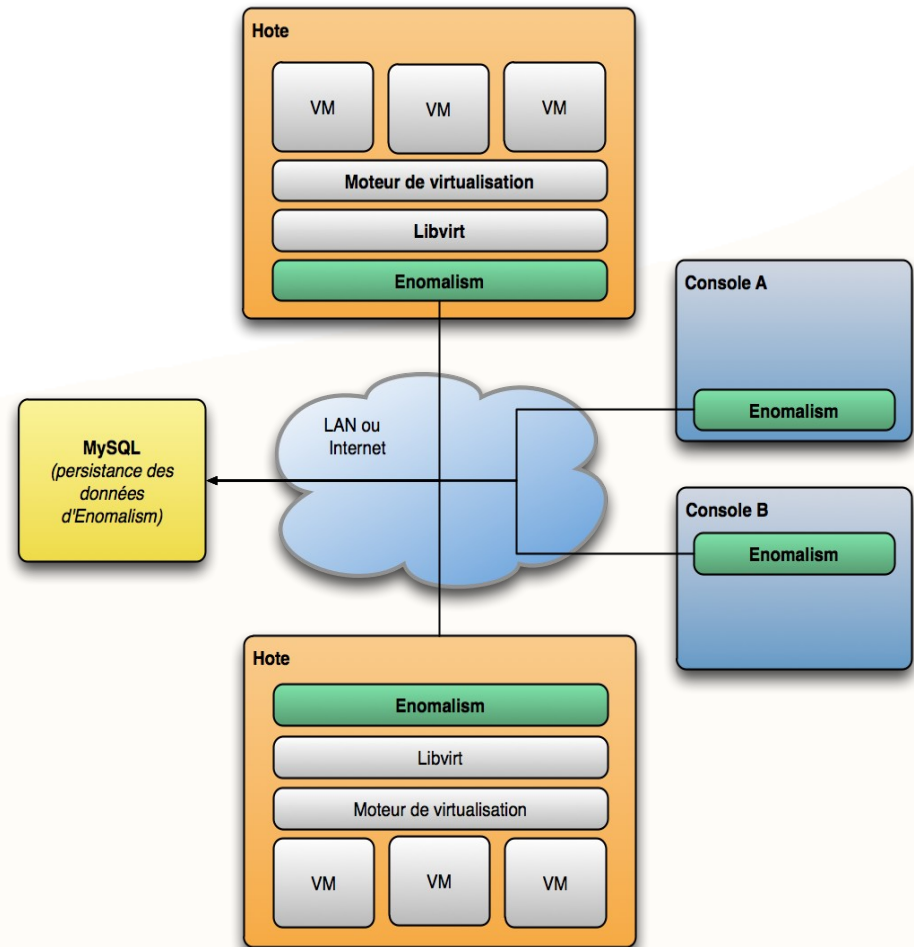 Hote
VM
VM
VM
Moteur de virtualisation
Libvirt
Enomalism
Console A
Enomalism
LAN ou
Internet
MySQL
(persistance des
données
d'Enomalism)
Console B
Enomalism
Hote
Enomalism
Libvirt
Moteur de virtualisation
VM
VM
VM